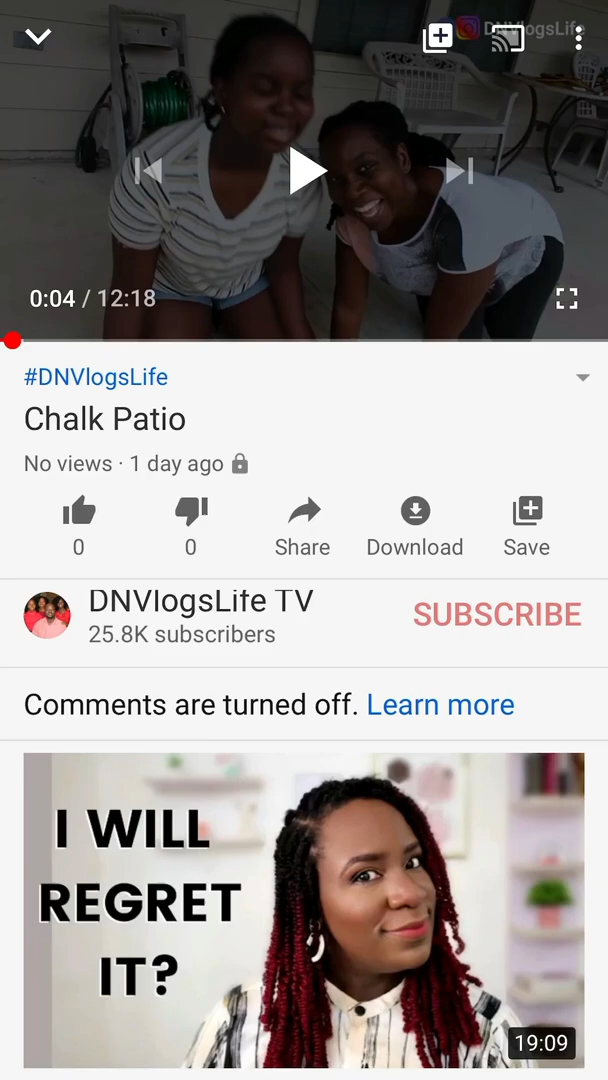 DNVlogsLife
0:04 / 12:18
#DNVlogsLife
Chalk Patio
No views · 1 day ago
0
0
Share
Download
Save
DNVlogsLife TV
25.8K subscribers
SUBSCRIBE
Comments are turned off. Learn more
I WILL
REGRET
IT?
19:09